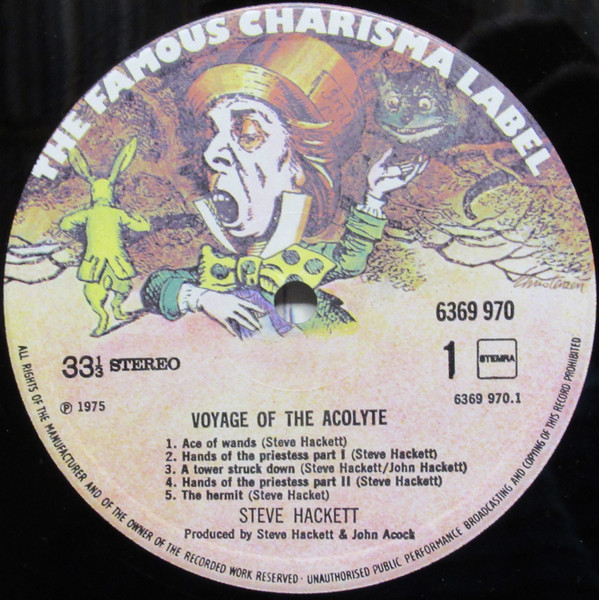 THE FAMOUS CHARISMA LABEL
Christensen
6369 970
33⅓ STEREO
1
STEMRA
℗ 1975
6369 970.1
VOYAGE OF THE ACOLYTE
1. Ace of wands (Steve Hackett)
2. Hands of the priestess part I (Steve Hackett)
3. A tower struck down (Steve Hackett/John Hackett)
4. Hands of the priestess part II (Steve Hackett)
5. The hermit (Steve Hacket)
STEVE HACKETT
Produced by Steve Hackett & John Acock
ALL RIGHTS OF THE MANUFACTURER AND OF THE OWNER OF THE RECORDED WORK RESERVED · UNAUTHORISED PUBLIC PERFORMANCE BROADCASTING AND COPYING OF THIS RECORD PROHIBITED